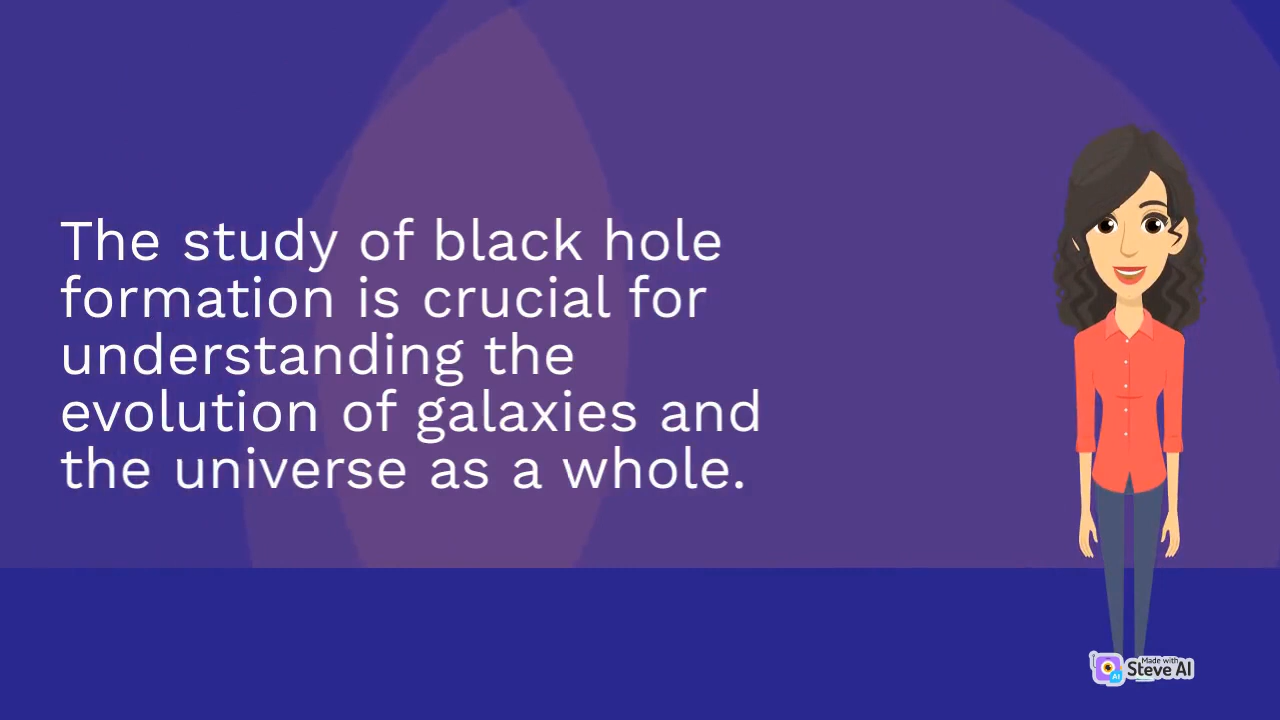 The study of black hole
formation is crucial for
understanding the
evolution of galaxies and
the universe as a whole.
Made with
Steve AI
AI